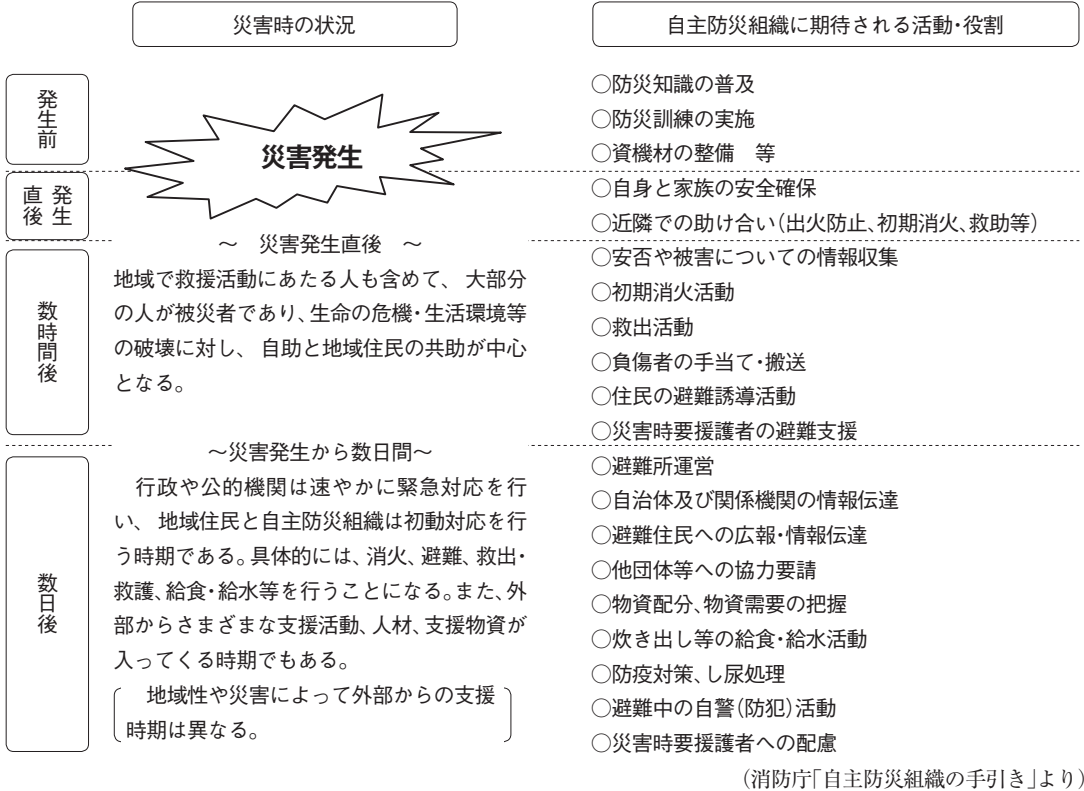 災害時の状況
自主防災組織に期待される活動・役割
発生前
災害発生
○防災知識の普及
○防災訓練の実施
○資機材の整備　等
発生
直後
○自身と家族の安全確保
○近隣での助け合い(出火防止、初期消火、救助等)
数時間後
～　災害発生直後　～
地域で救援活動にあたる人も含めて、大部分
の人が被災者であり、生命の危機・生活環境等
の破壊に対し、自助と地域住民の共助が中心
となる。
○安否や被害についての情報収集
○初期消火活動
○救出活動
○負傷者の手当て・搬送
○住民の避難誘導活動
○災害時要援護者の避難支援
数日後
～災害発生から数日間～
　行政や公的機関は速やかに緊急対応を行
い、地域住民と自主防災組織は初動対応を行
う時期である。具体的には、消火、避難、救出・
救護、給食・給水等を行うことになる。また、外
部からさまざまな支援活動、人材、支援物資が
入ってくる時期でもある。
　地域性や災害によって外部からの支援
時期は異なる。
○避難所運営
○自治体及び関係機関の情報伝達
○避難住民への広報・情報伝達
○他団体等への協力要請
○物資配分、物資需要の把握
○炊き出し等の給食・給水活動
○防疫対策、し尿処理
○避難中の自警(防犯)活動
○災害時要援護者への配慮
(消防庁「自主防災組織の手引き」より)